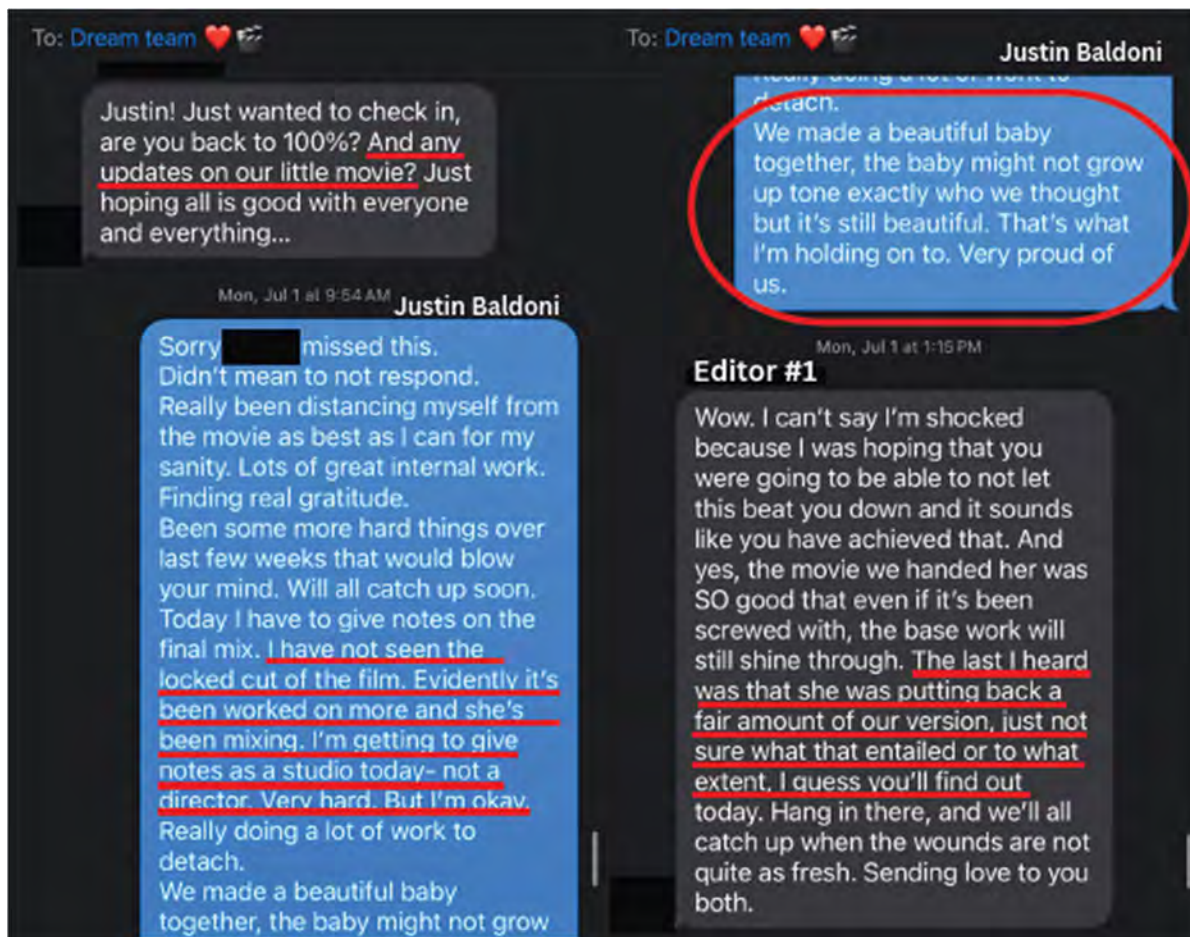 To: Dream team ❤️🎬
Justin! Just wanted to check in,
are you back to 100%? And any
updates on our little movie? Just
hoping all is good with everyone
and everything...
Mon, Jul 1 at 9:54 AM
Justin Baldoni
Sorry missed this.
Didn't mean to not respond.
Really been distancing myself from
the movie as best as I can for my
sanity. Lots of great internal work.
Finding real gratitude.
Been some more hard things over
last few weeks that would blow
your mind. Will all catch up soon.
Today I have to give notes on the
final mix. I have not seen the
locked cut of the film. Evidently it's
been worked on more and she's
been mixing. I'm getting to give
notes as a studio today- not a
director. Very hard. But I'm okay.
Really doing a lot of work to
detach.
We made a beautiful baby
together, the baby might not grow
To: Dream team ❤️🎬
Justin Baldoni
Really doing a lot of work to
detach.
We made a beautiful baby
together, the baby might not grow
up tone exactly who we thought
but it's still beautiful. That's what
I'm holding on to. Very proud of
us.
Mon, Jul 1 at 1:15 PM
Editor #1
Wow. I can't say I'm shocked
because I was hoping that you
were going to be able to not let
this beat you down and it sounds
like you have achieved that. And
yes, the movie we handed her was
SO good that even if it's been
screwed with, the base work will
still shine through. The last I heard
was that she was putting back a
fair amount of our version, just not
sure what that entailed or to what
extent, I guess you'll find out
today. Hang in there, and we'll all
catch up when the wounds are not
quite as fresh. Sending love to you
both.